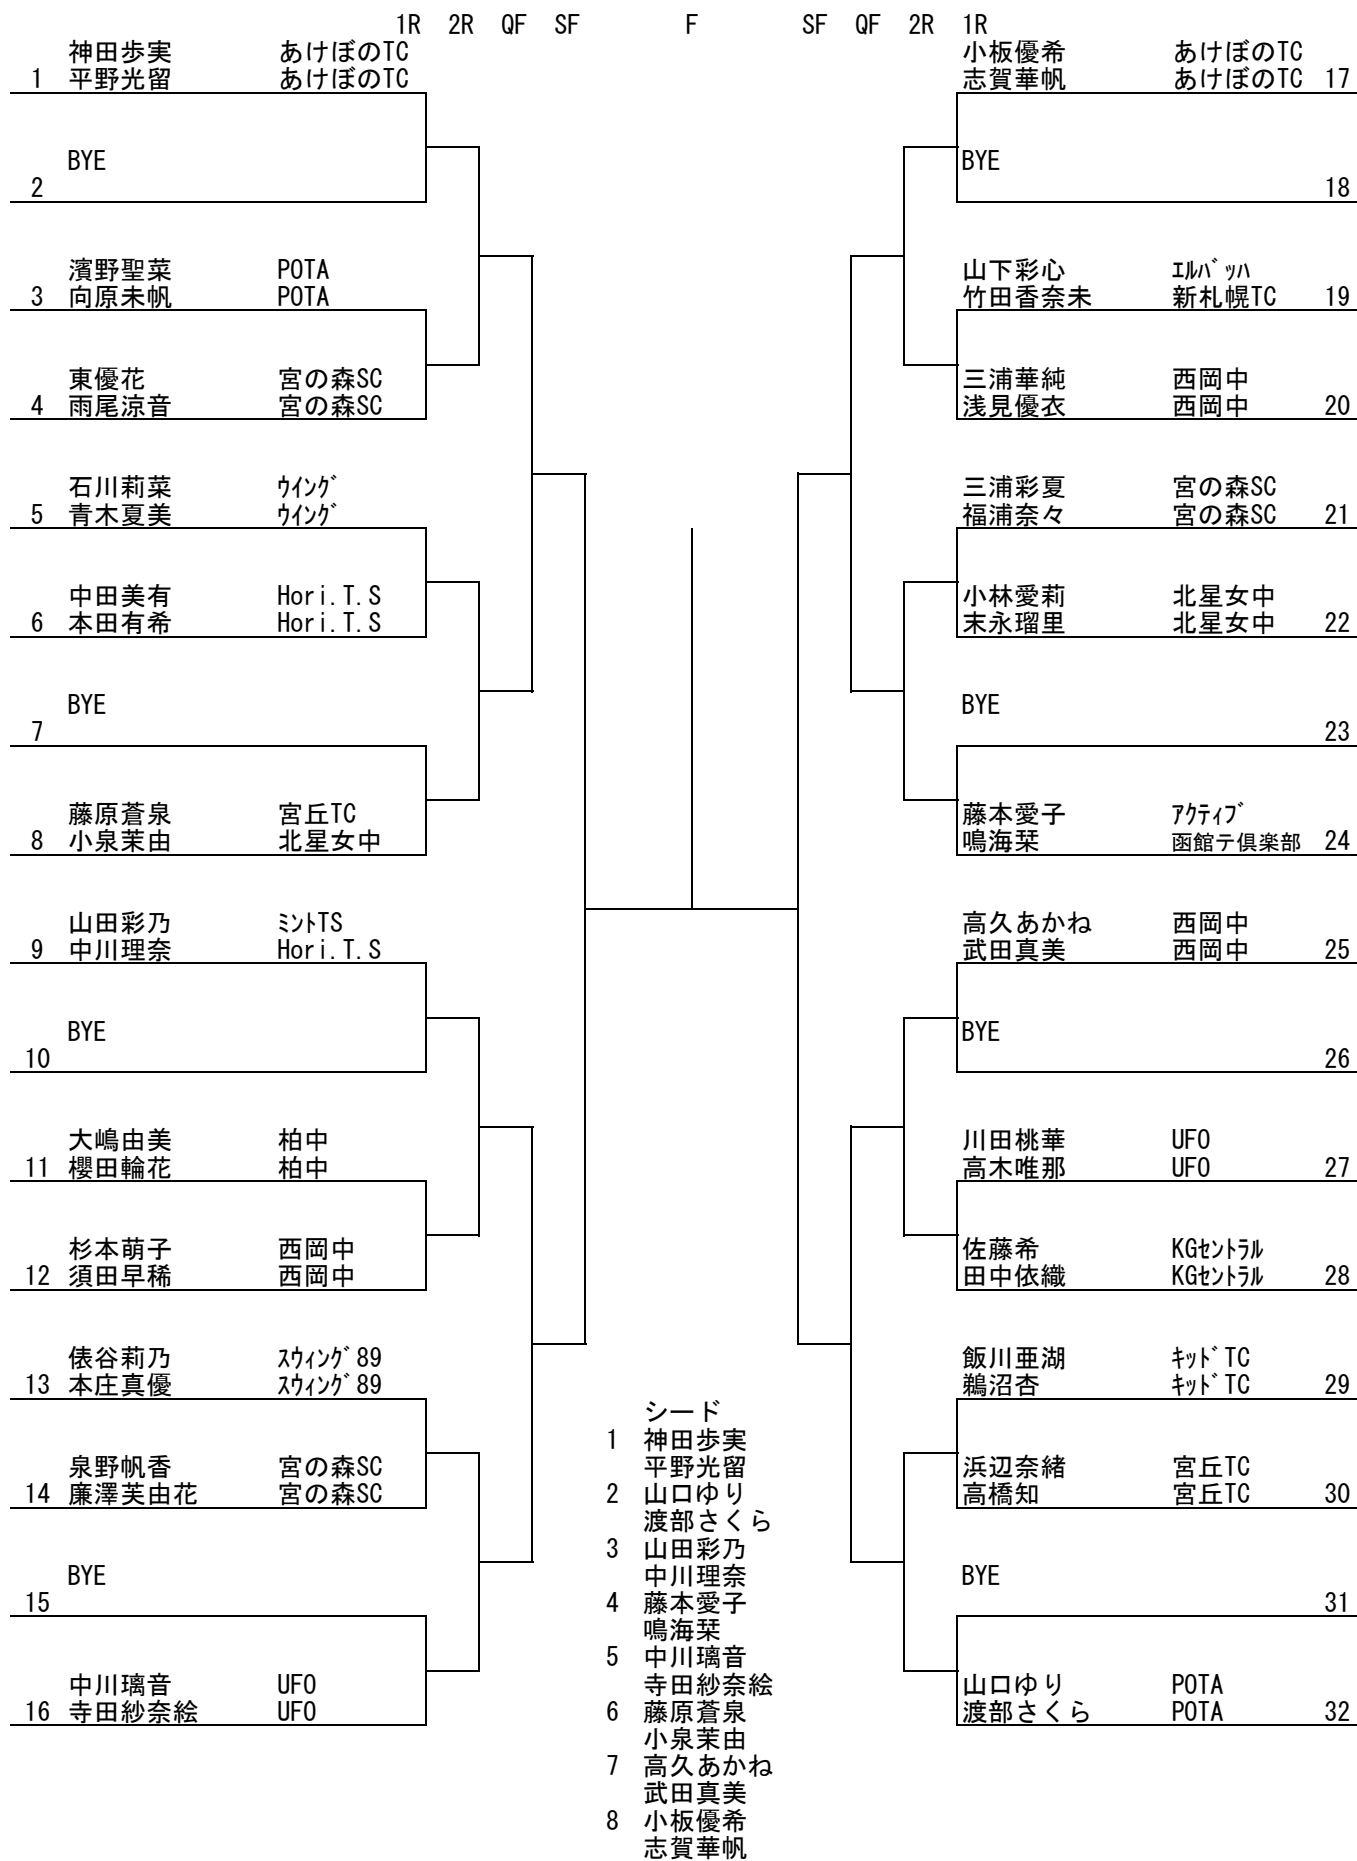 1R 2R QF SF F SF QF 2R 1R
神田歩実 あけぼのTC
1 平野光留 あけぼのTC
BYE
2
濱野聖菜 POTA
3 向原未帆 POTA
東優花 宮の森SC
4 雨尾涼音 宮の森SC
石川莉菜 ｳｲﾝｸﾞ
5 青木夏美 ｳｲﾝｸﾞ
中田美有 Hori.T.S
6 本田有希 Hori.T.S
BYE
7
藤原蒼泉 宮丘TC
8 小泉茉由 北星女中
山田彩乃 ﾐﾝﾄTS
9 中川理奈 Hori.T.S
BYE
10
大嶋由美 柏中
11 櫻田輪花 柏中
杉本萌子 西岡中
12 須田早稀 西岡中
俵谷莉乃 ｽｳｨﾝｸﾞ89
13 本庄真優 ｽｳｨﾝｸﾞ89
泉野帆香 宮の森SC
14 廉澤芙由花 宮の森SC
BYE
15
中川璃音 UFO
16 寺田紗奈絵 UFO
小板優希 あけぼのTC
志賀華帆 あけぼのTC 17
BYE
18
山下彩心 ｴﾙﾊﾞｯﾊ
竹田香奈未 新札幌TC 19
三浦華純 西岡中
浅見優衣 西岡中 20
三浦彩夏 宮の森SC
福浦奈々 宮の森SC 21
小林愛莉 北星女中
末永瑠里 北星女中 22
BYE
23
藤本愛子 ｱｸﾃｨﾌﾞ
鳴海栞 函館テ倶楽部 24
高久あかね 西岡中
武田真美 西岡中 25
BYE
26
川田桃華 UFO
高木唯那 UFO 27
佐藤希 KGｾﾝﾄﾗﾙ
田中依織 KGｾﾝﾄﾗﾙ 28
飯川亜湖 ｷｯﾄﾞTC
鵜沼杏 ｷｯﾄﾞTC 29
浜辺奈緒 宮丘TC
高橋知 宮丘TC 30
BYE
31
山口ゆり POTA
渡部さくら POTA 32
シード
1 神田歩実
平野光留
2 山口ゆり
渡部さくら
3 山田彩乃
中川理奈
4 藤本愛子
鳴海栞
5 中川璃音
寺田紗奈絵
6 藤原蒼泉
小泉茉由
7 高久あかね
武田真美
8 小板優希
志賀華帆